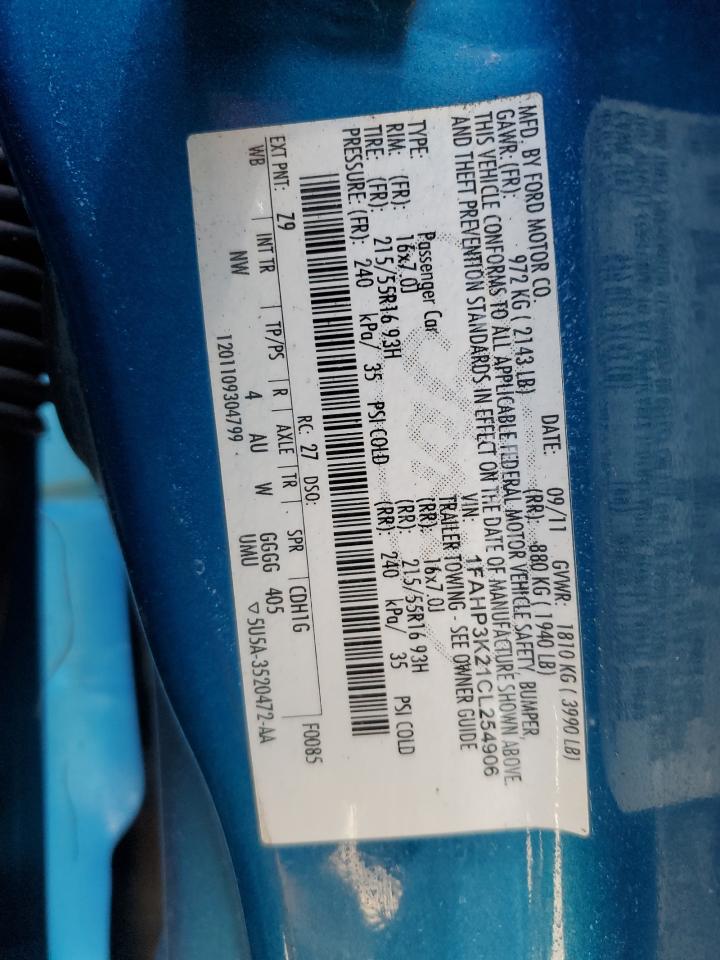 MFD. BY FORD MOTOR CO. DATE: 09/11 GVWR: 1810 KG ( 3990 LB)
GAWR: (FR): 972 KG ( 2143 LB) (RR): 880 KG ( 1940 LB)
THIS VEHICLE CONFORMS TO ALL APPLICABLE FEDERAL MOTOR VEHICLE SAFETY, BUMPER,
AND THEFT PREVENTION STANDARDS IN EFFECT ON THE DATE OF MANUFACTURE SHOWN ABOVE.
VIN: 1FAHP3K21CL254906
TYPE: Passenger Car TRAILER TOWING - SEE OWNER GUIDE
RIM: (FR): 16x7.0J (RR): 16x7.0J
TIRE: (FR): 215/55R16 93H (RR): 215/55R16 93H
PRESSURE: (FR): 240 kPa/ 35 PSI COLD (RR): 240 kPa/ 35 PSI COLD
F0085
EXT PNT: Z9 RC: 27 DSO:
WB INT TR TP/PS R AXLE TR SPR CDH1G
NW 4 AU W GGGG 405
UMU
1201109304799 ▽5U5A-3520472-AA